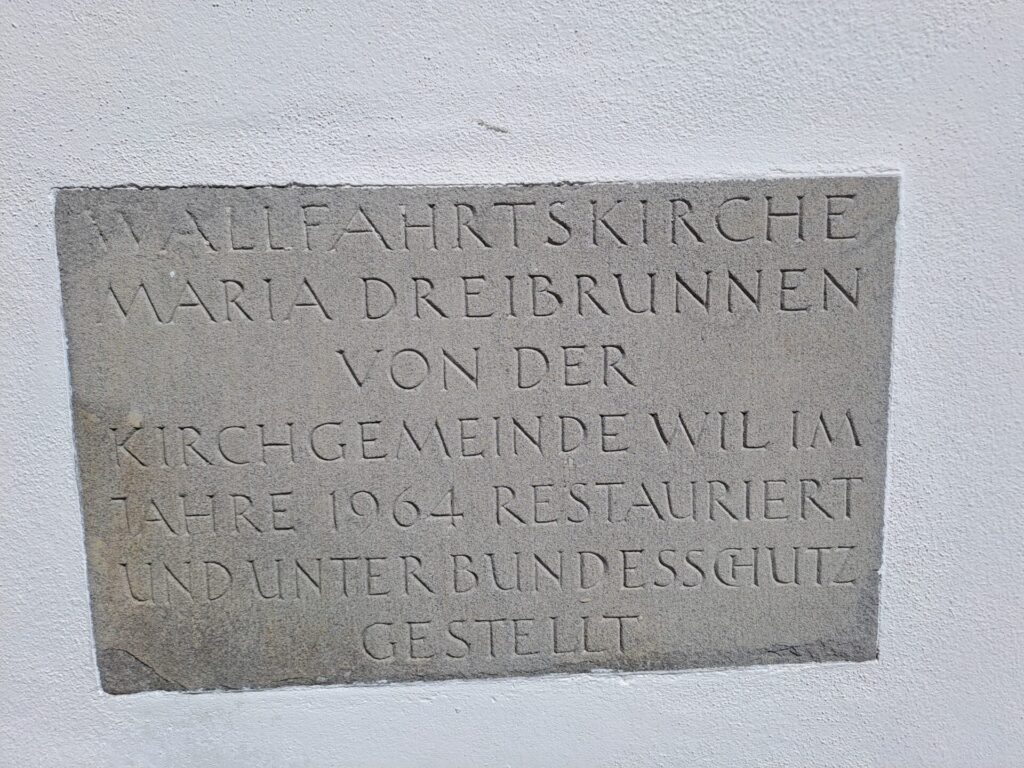 WALLFAHRTSKIRCHE
MARIA DREIBRUNNEN
VON DER
KIRCHGEMEINDE WIL IM
JAHRE 1964 RESTAURIERT
UND UNTER BUNDESSCHUTZ
GESTELLT